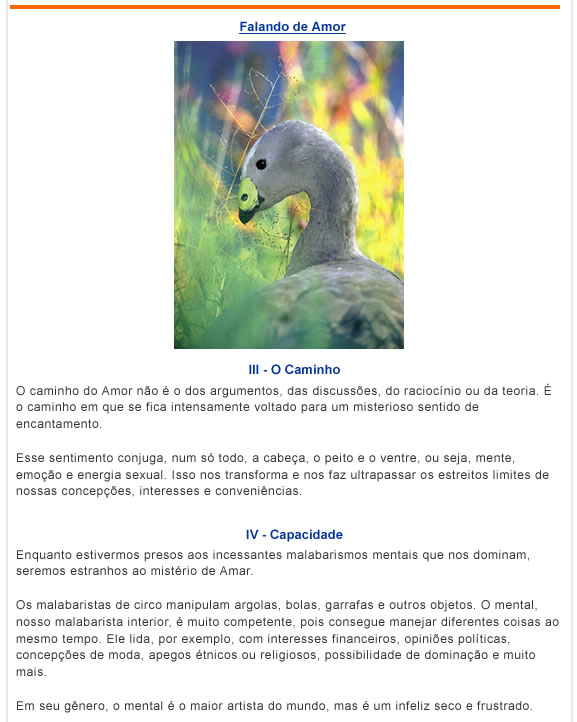 Falando de Amor
III - O Caminho
O caminho do Amor não é o dos argumentos, das discussões, do raciocínio ou da teoria. É
o caminho em que se fica intensamente voltado para um misterioso sentido de
encantamento.
Esse sentimento conjuga, num só todo, a cabeça, o peito e o ventre, ou seja, mente,
emoção e energia sexual. Isso nos transforma e nos faz ultrapassar os estreitos limites de
nossas concepções, interesses e conveniências.
IV - Capacidade
Enquanto estivermos presos aos incessantes malabarismos mentais que nos dominam,
seremos estranhos ao mistério de Amar.
Os malabaristas de circo manipulam argolas, bolas, garrafas e outros objetos. O mental,
nosso malabarista interior, é muito competente, pois consegue manejar diferentes coisas ao
mesmo tempo. Ele lida, por exemplo, com interesses financeiros, opiniões políticas,
concepções de moda, apegos étnicos ou religiosos, possibilidade de dominação e muito
mais.
Em seu gênero, o mental é o maior artista do mundo, mas é um infeliz seco e frustrado.